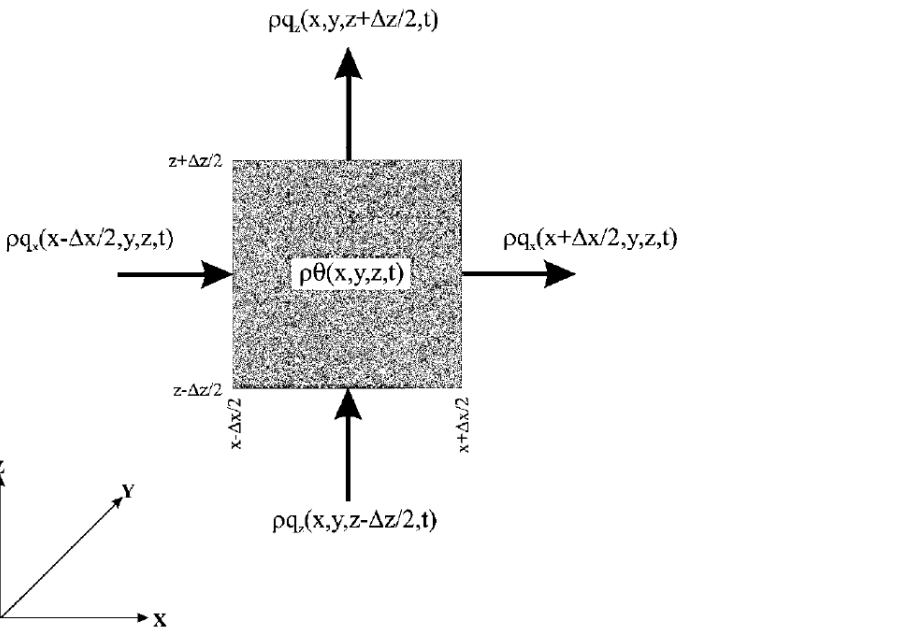 ρq_z(x,y,z+Δz/2,t)
z+Δz/2
ρq_x(x-Δx/2,y,z,t)
ρq_x(x+Δx/2,y,z,t)
ρθ(x,y,z,t)
z-Δz/2
x-Δx/2
x+Δx/2
Z
Y
ρq_z(x,y,z-Δz/2,t)
X